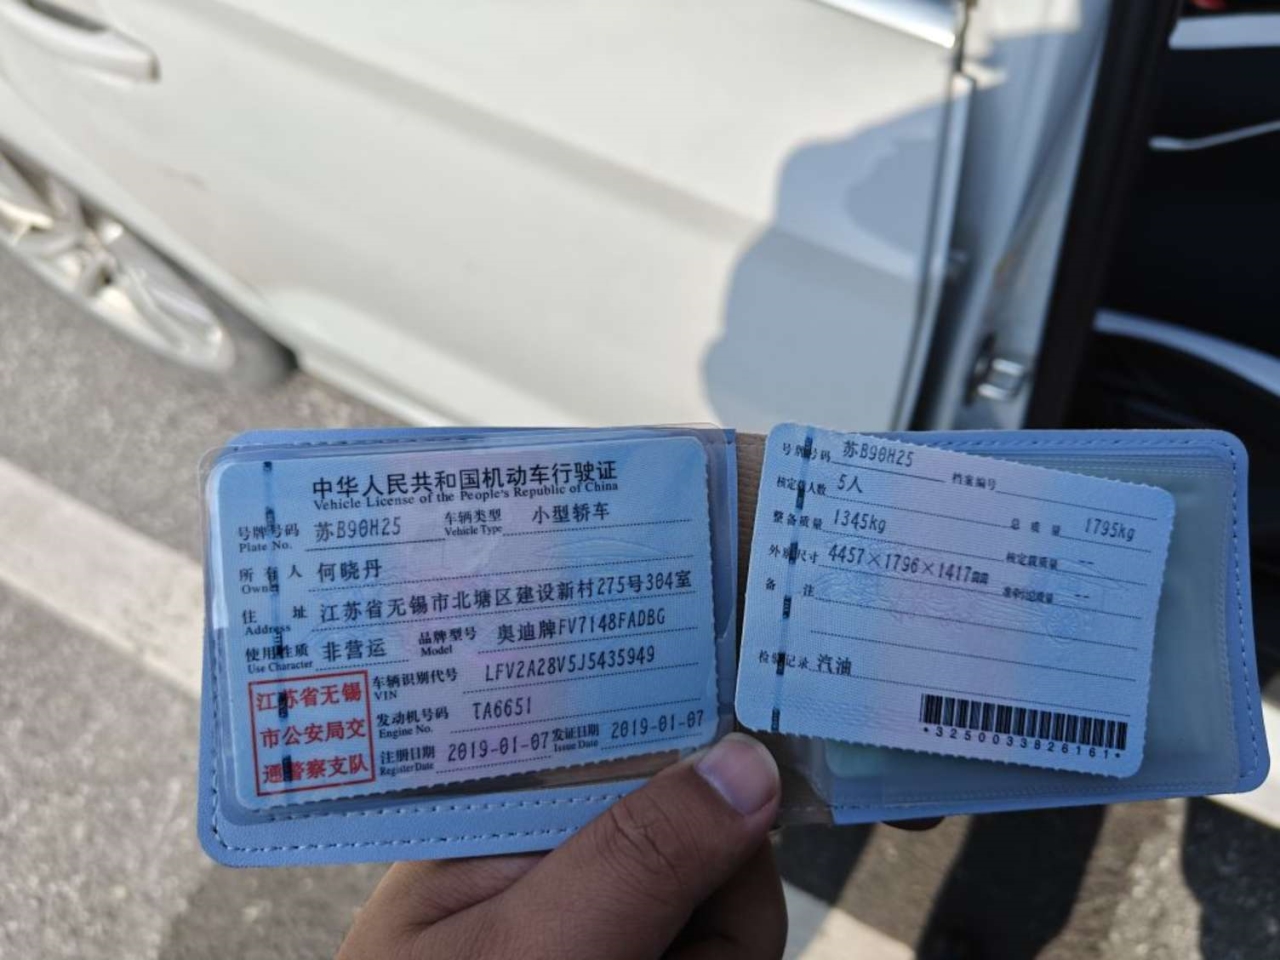 中华人民共和国机动车行驶证
Vehicle License of the People's Republic of China
号牌号码 苏B90H25 车辆类型 小型轿车
Plate No. Vehicle Type
所有人 何晓丹
Owner
住址 江苏省无锡市北塘区建设新村275号304室
Address
使用性质 非营运 品牌型号 奥迪牌FV7148FADBG
Use Character Model
车辆识别代号 LFV2A28V5J5435949
VIN
发动机号码 TA6651
Engine No.
注册日期 2019-01-07 发证日期 2019-01-07
Register Date Issue Date
江苏省无锡
市公安局交
通警察支队
号牌号码 苏B90H25 档案编号
核定载人数 5人 总质量 1795kg
整备质量 1345kg 核定载质量 --
外廓尺寸 4457×1796×1417mm 准牵引总质量 --
备注
检验记录 汽油
*3250033826161*